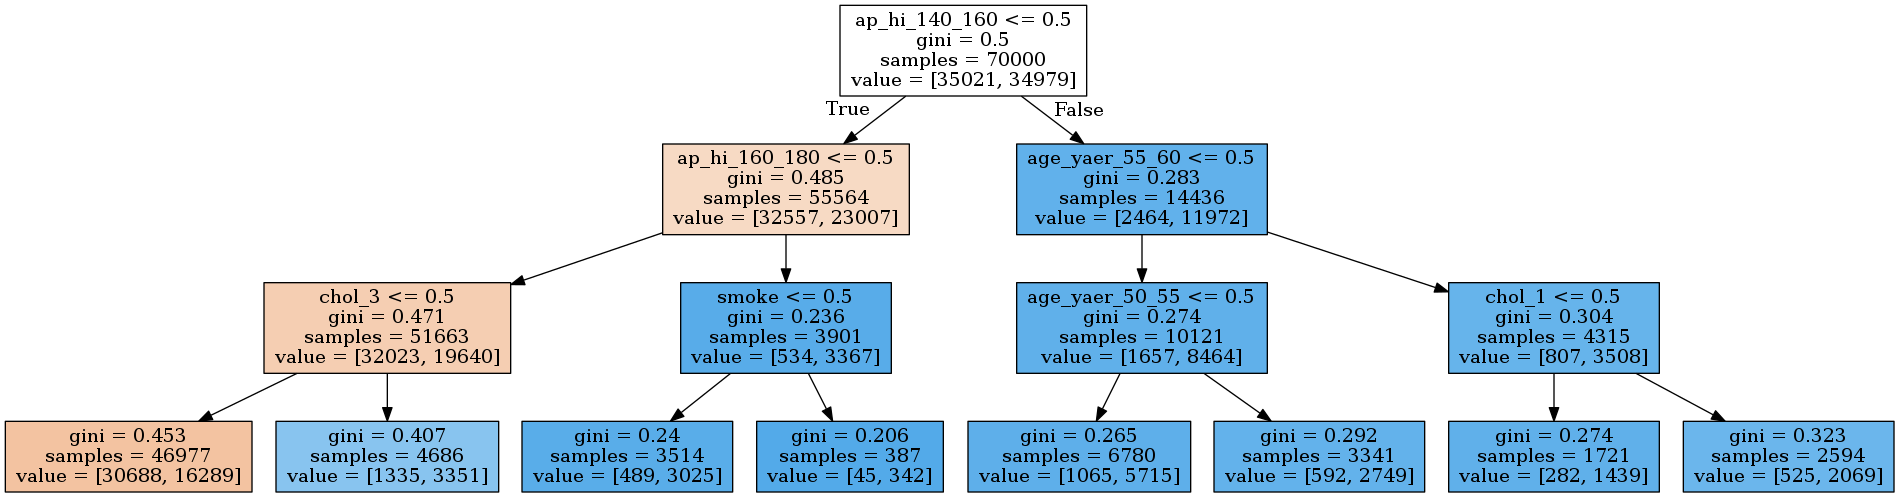 ap_hi_140_160 <= 0.5
gini = 0.5
samples = 70000
value = [35021, 34979]
True
False
ap_hi_160_180 <= 0.5
gini = 0.485
samples = 55564
value = [32557, 23007]
age_yaer_55_60 <= 0.5
gini = 0.283
samples = 14436
value = [2464, 11972]
chol_3 <= 0.5
gini = 0.471
samples = 51663
value = [32023, 19640]
smoke <= 0.5
gini = 0.236
samples = 3901
value = [534, 3367]
age_yaer_50_55 <= 0.5
gini = 0.274
samples = 10121
value = [1657, 8464]
chol_1 <= 0.5
gini = 0.304
samples = 4315
value = [807, 3508]
gini = 0.453
samples = 46977
value = [30688, 16289]
gini = 0.407
samples = 4686
value = [1335, 3351]
gini = 0.24
samples = 3514
value = [489, 3025]
gini = 0.206
samples = 387
value = [45, 342]
gini = 0.265
samples = 6780
value = [1065, 5715]
gini = 0.292
samples = 3341
value = [592, 2749]
gini = 0.274
samples = 1721
value = [282, 1439]
gini = 0.323
samples = 2594
value = [525, 2069]